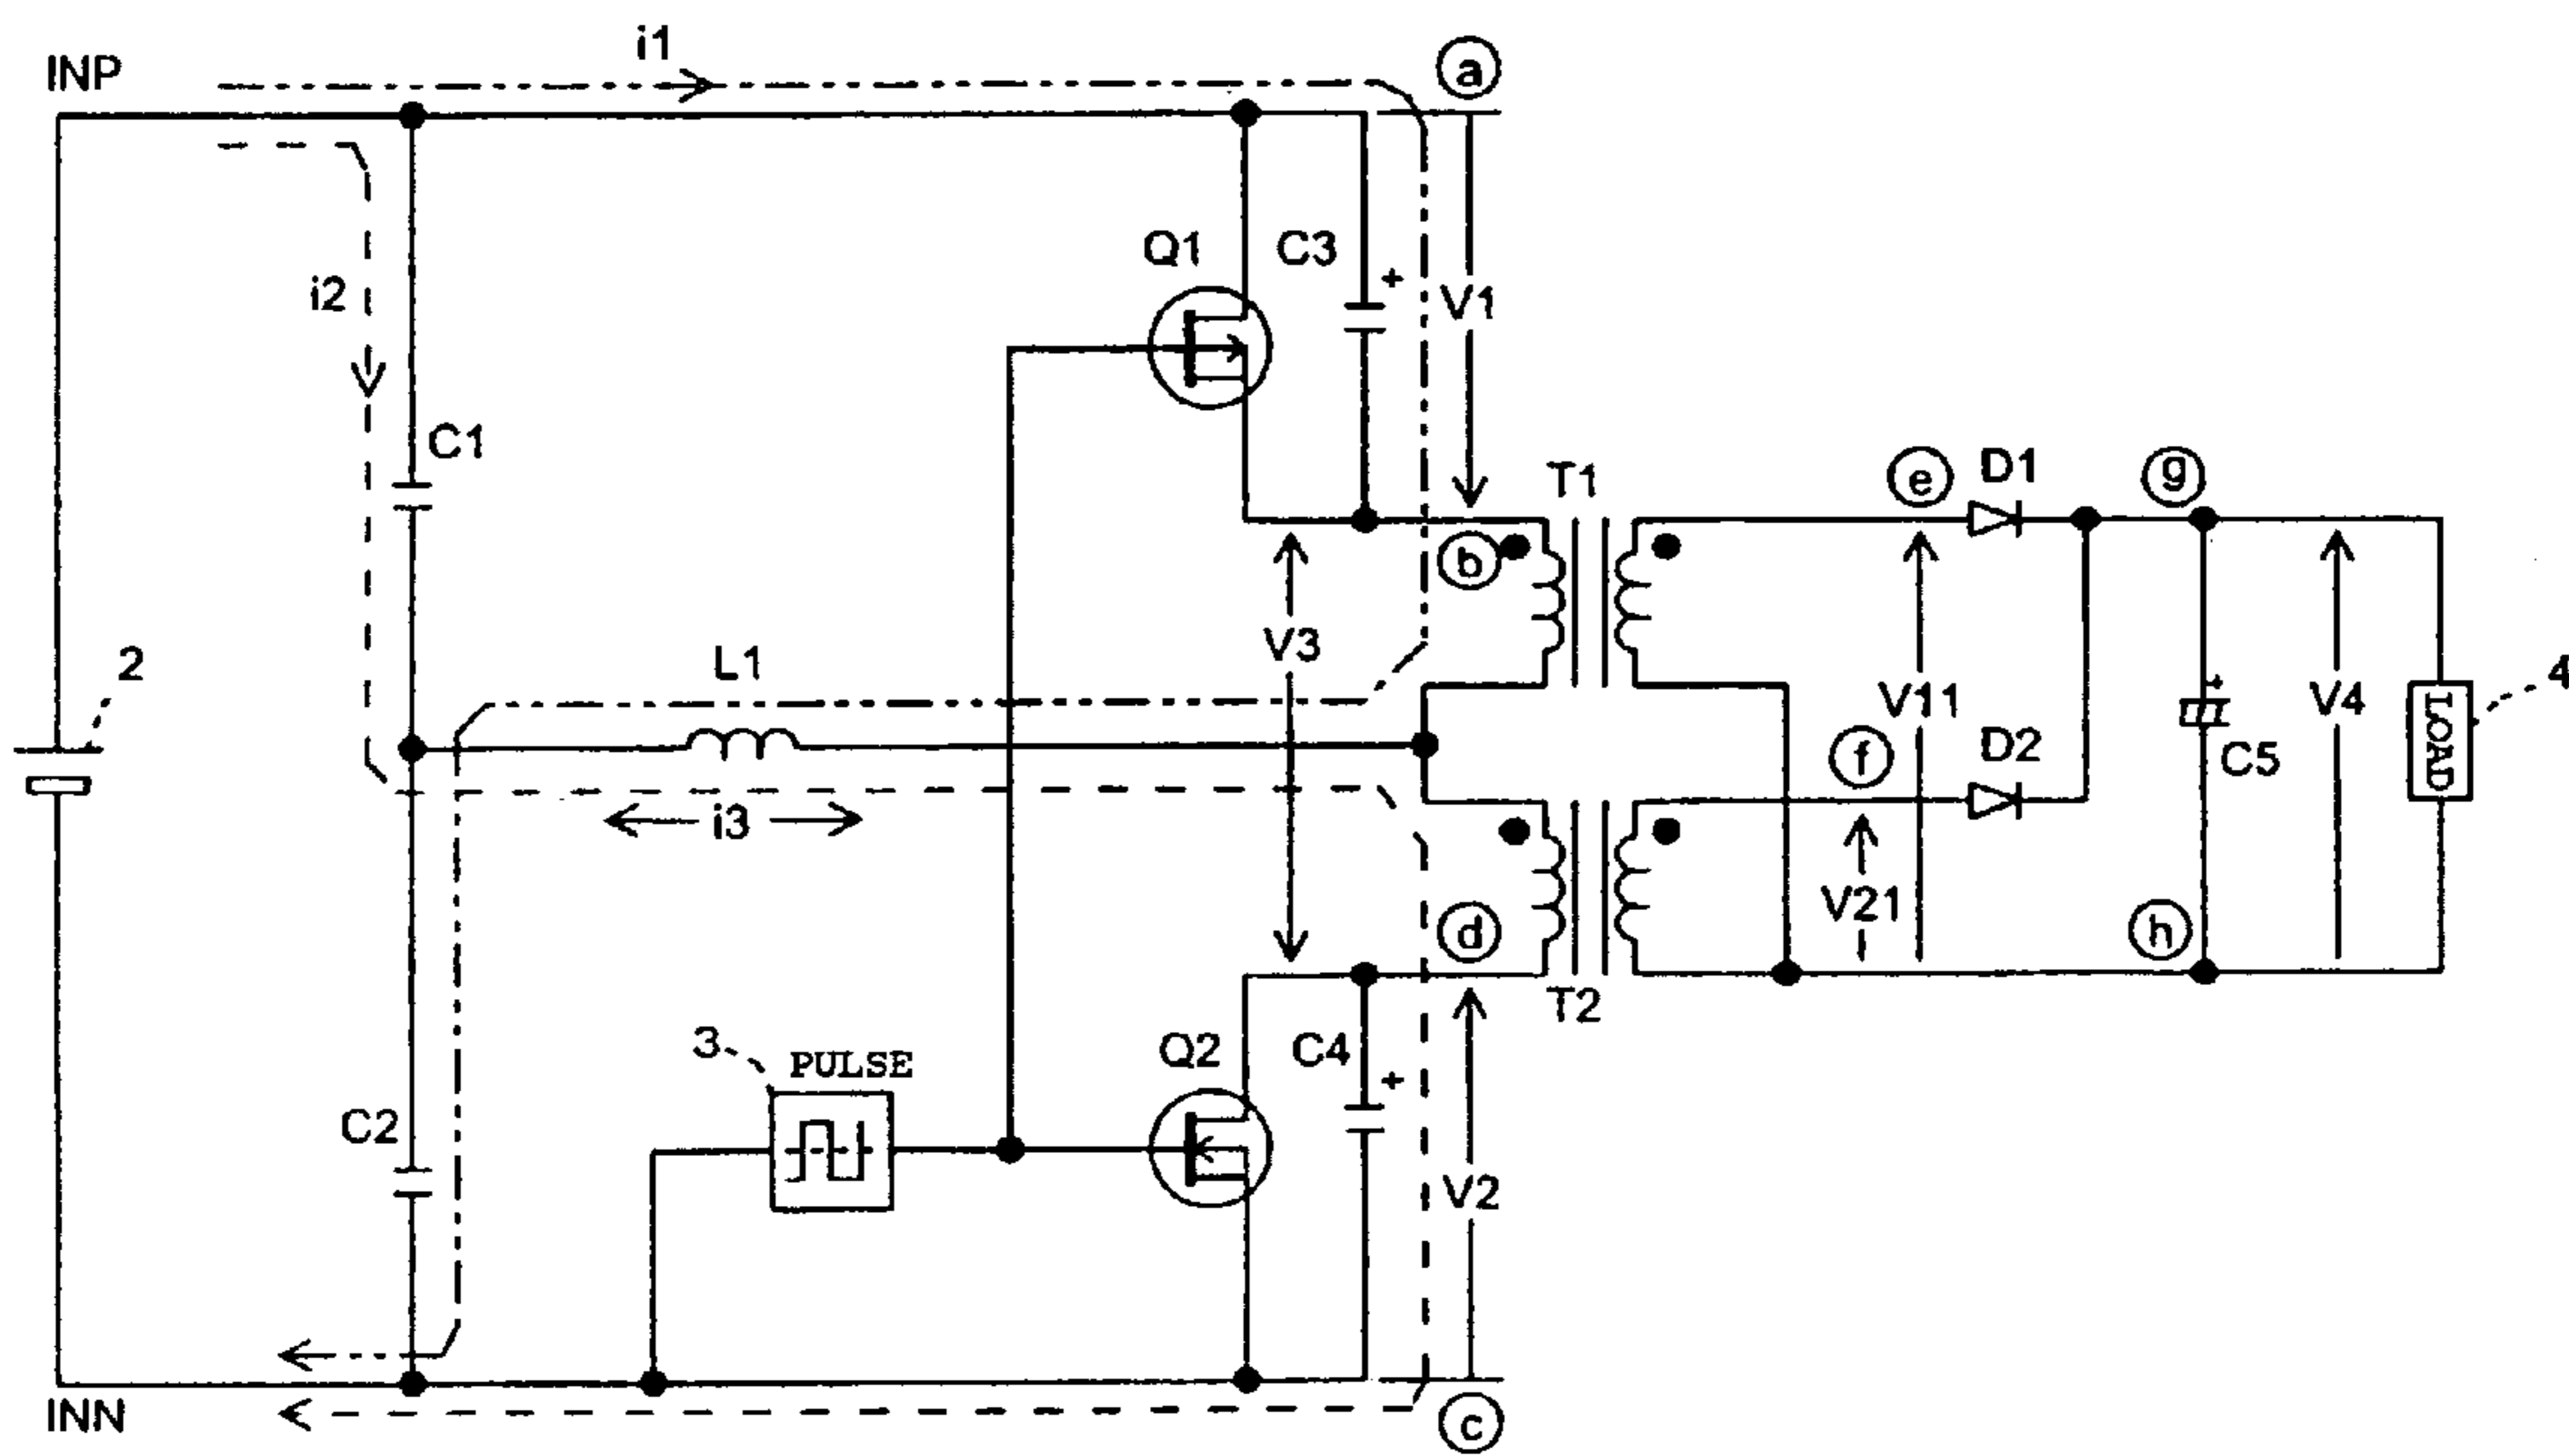 i1
INP
a
Q1
C3
+
V1
i2
C1
T1
e
D1
g
b
V3
2
L1
V11
V4
4
LOAD
f
D2
C5
+
i3
V21
d
h
T2
3
PULSE
Q2
C4
+
C2
V2
INN
c